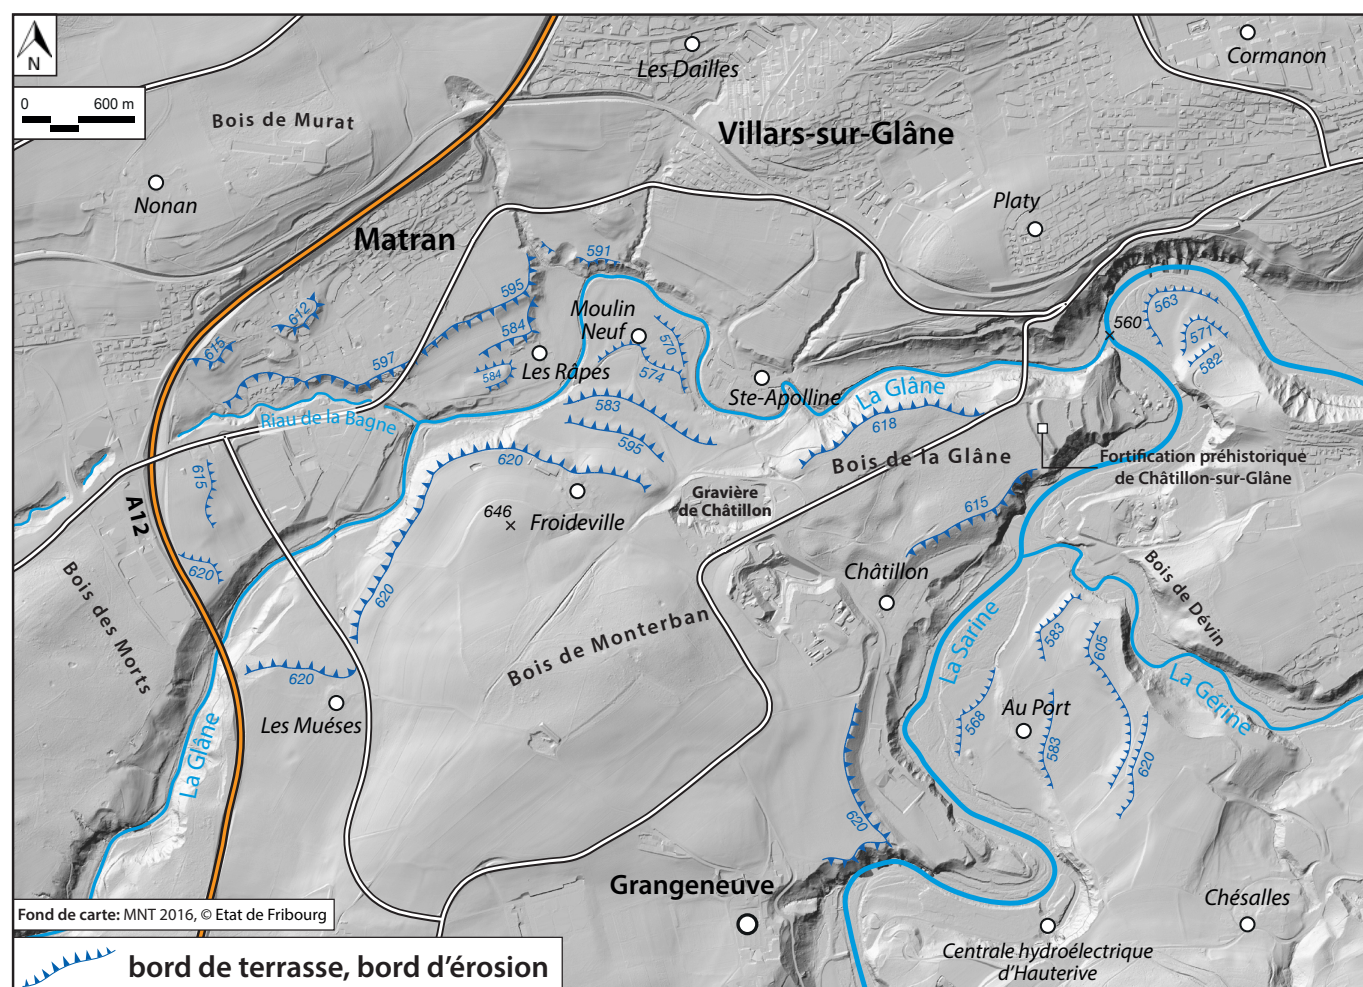 N
0 600 m
Les Dailles
Cormanon
Bois de Murat
Villars-sur-Glâne
Nonan
Platy
Matran
591
595
612
563
560
Moulin
Neuf
584
570
571
615
597
582
Les Râpes
584
574
Ste-Apolline
La Glâne
583
Riau de la Bagne
618
595
Bois de la Glâne
620
Fortification préhistorique
de Châtillon-sur-Glâne
615
Gravière
de Châtillon
615
646
Froideville
A12
620
Châtillon
Bois de Dévin
620
Bois des Morts
Bois de Monterban
La Sarine
583
605
620
La Gérine
Les Muéses
568
Au Port
583
620
La Glâne
620
Grangeneuve
Chésalles
Fond de carte: MNT 2016, © Etat de Fribourg
Centrale hydroélectrique
d'Hauterive
bord de terrasse, bord d'érosion